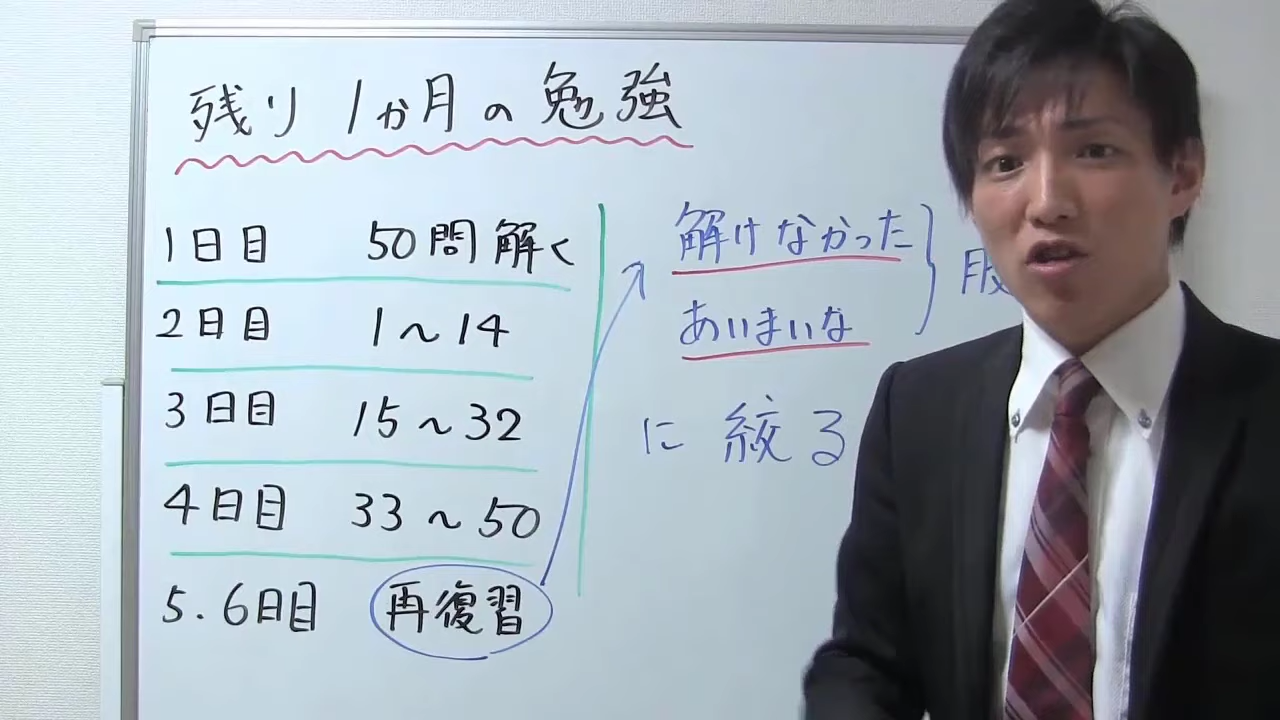 残り1か月の勉強
1日目 50問解く
2日目 1～14
3日目 15～32
4日目 33～50
5.6日目 再復習
解けなかった
あいまいな
肢
に絞る